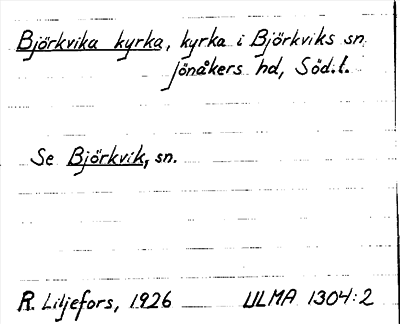 Björkvika kyrka, kyrka i Björkviks sn
Jönåkers hd, Söd.t.
Se Björkvik, sn.
R. Liljefors, 1926 ULMA 1304:2